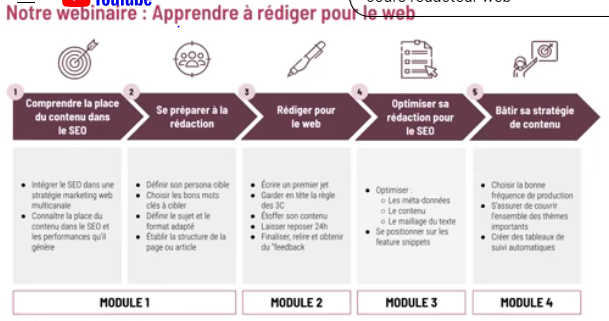 YouTube
cours rédacteur web
Notre webinaire : Apprendre à rédiger pour le web
1
Comprendre la place
du contenu dans
le SEO
2
Se préparer à la
rédaction
3
Rédiger pour
le web
4
Optimiser sa
rédaction pour
le SEO
5
Bâtir sa stratégie
de contenu
● Intégrer le SEO dans une
stratégie marketing web
multicanale
● Connaître la place du
contenu dans le SEO et
les performances qu'il
génère
● Définir son persona cible
● Choisir les bons mots
clés à cibler
● Définir le sujet et le
format adapté
● Établir la structure de la
page ou article
● Écrire un premier jet
● Garder en tête la règle
des 3C
● Étoffer son contenu
● Laisser reposer 24h
● Finaliser, relire et obtenir
du "feedback
● Optimiser :
○ Les méta-données
○ Le contenu
○ Le maillage du texte
● Se positionner sur les
feature snippets
● Choisir la bonne
fréquence de production
● S'assurer de couvrir
l'ensemble des thèmes
importants
● Créer des tableaux de
suivi automatiques
MODULE 1
MODULE 2
MODULE 3
MODULE 4